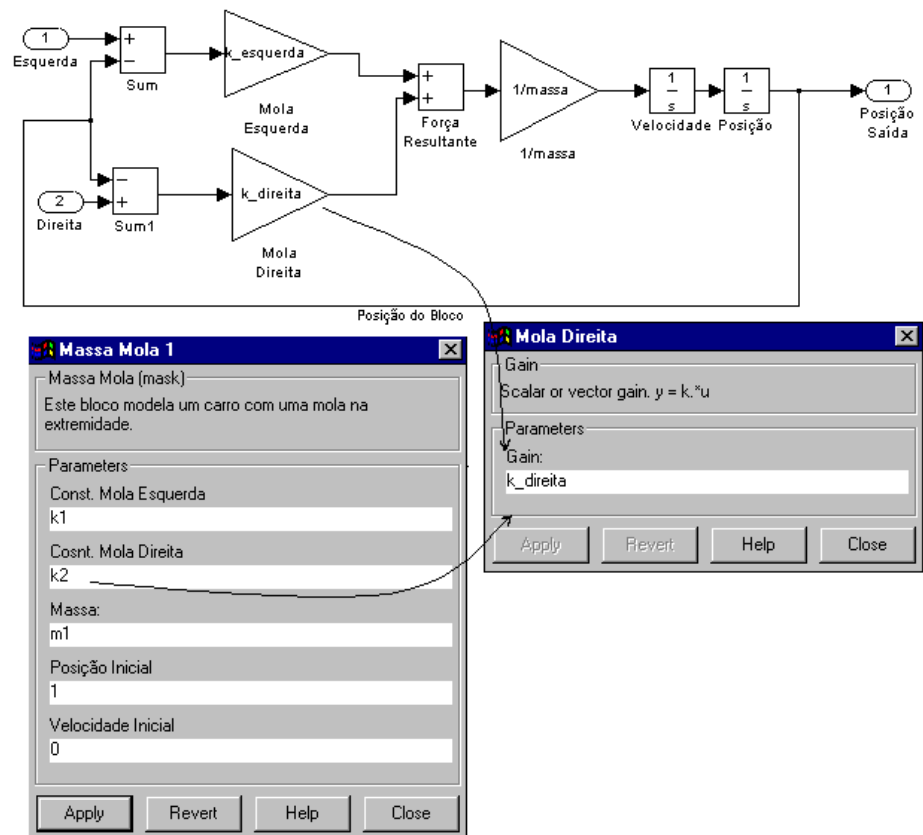 1
Esquerda
+
−
Sum
k_esquerda
Mola
Esquerda
+
+
Força
Resultante
1/massa
1/massa
1
s
Velocidade
1
s
Posição
1
Posição
Saída
2
Direita
−
+
Sum1
k_direita
Mola
Direita
Posição do Bloco
Massa Mola 1
Massa Mola (mask)
Este bloco modela um carro com uma mola na
extremidade.
Parameters
Const. Mola Esquerda
k1
Cosnt. Mola Direita
k2
Massa:
m1
Posição Inicial
1
Velocidade Inicial
0
Apply
Revert
Help
Close
Mola Direita
Gain
Scalar or vector gain. y = k.*u
Parameters
Gain:
k_direita
Apply
Revert
Help
Close